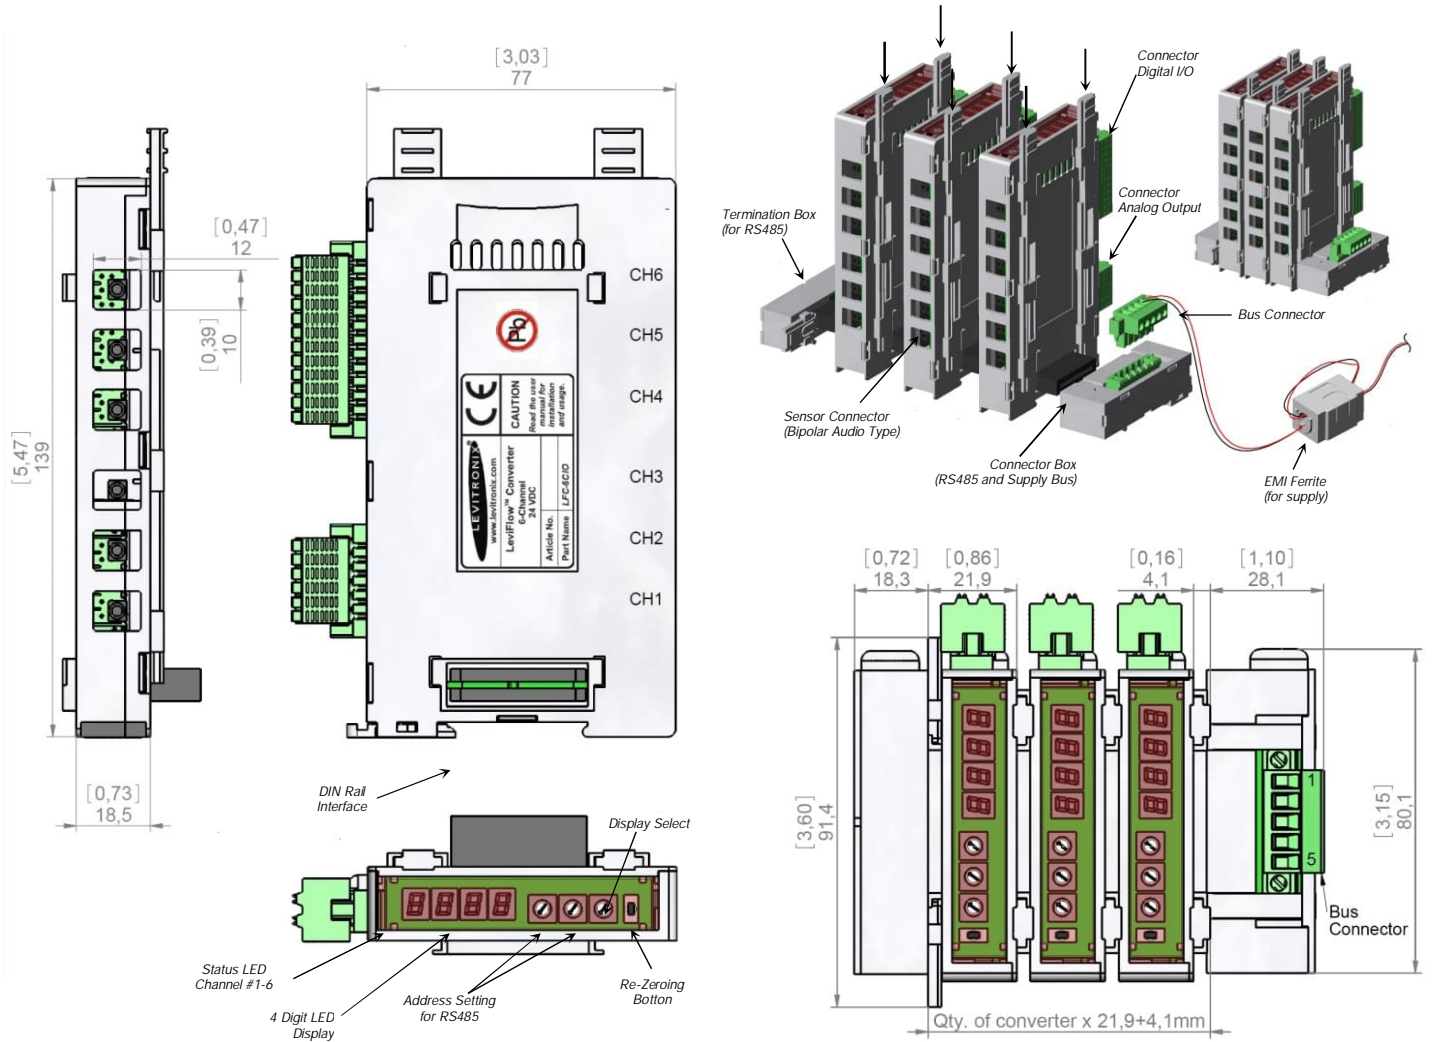 [3,03]
77
[0,47]
12
[0,39]
10
[5,47]
139
[0,73]
18,5
CH6
CH5
CH4
CH3
CH2
CH1
Pb
CE
CAUTION
Read the user
manual for
installation
and usage.
LEVITRONIX®
www.levitronix.com
LeviFlow™ Converter
6-Channel
24 VDC
Article No.
Part Name LFC-6CIO
DIN Rail
Interface
Display Select
Status LED
Channel #1-6
4 Digit LED
Display
Address Setting
for RS485
Re-Zeroing
Botton
Connector
Digital I/O
Connector
Analog Output
Termination Box
(for RS485)
Bus Connector
Sensor Connector
(Bipolar Audio Type)
Connector Box
(RS485 and Supply Bus)
EMI Ferrite
(for supply)
[0,72]
18,3
[0,86]
21,9
[0,16]
4,1
[1,10]
28,1
[3,60]
91,4
[3,15]
80,1
1
5
Bus
Connector
Qty. of converter x 21,9+4,1mm